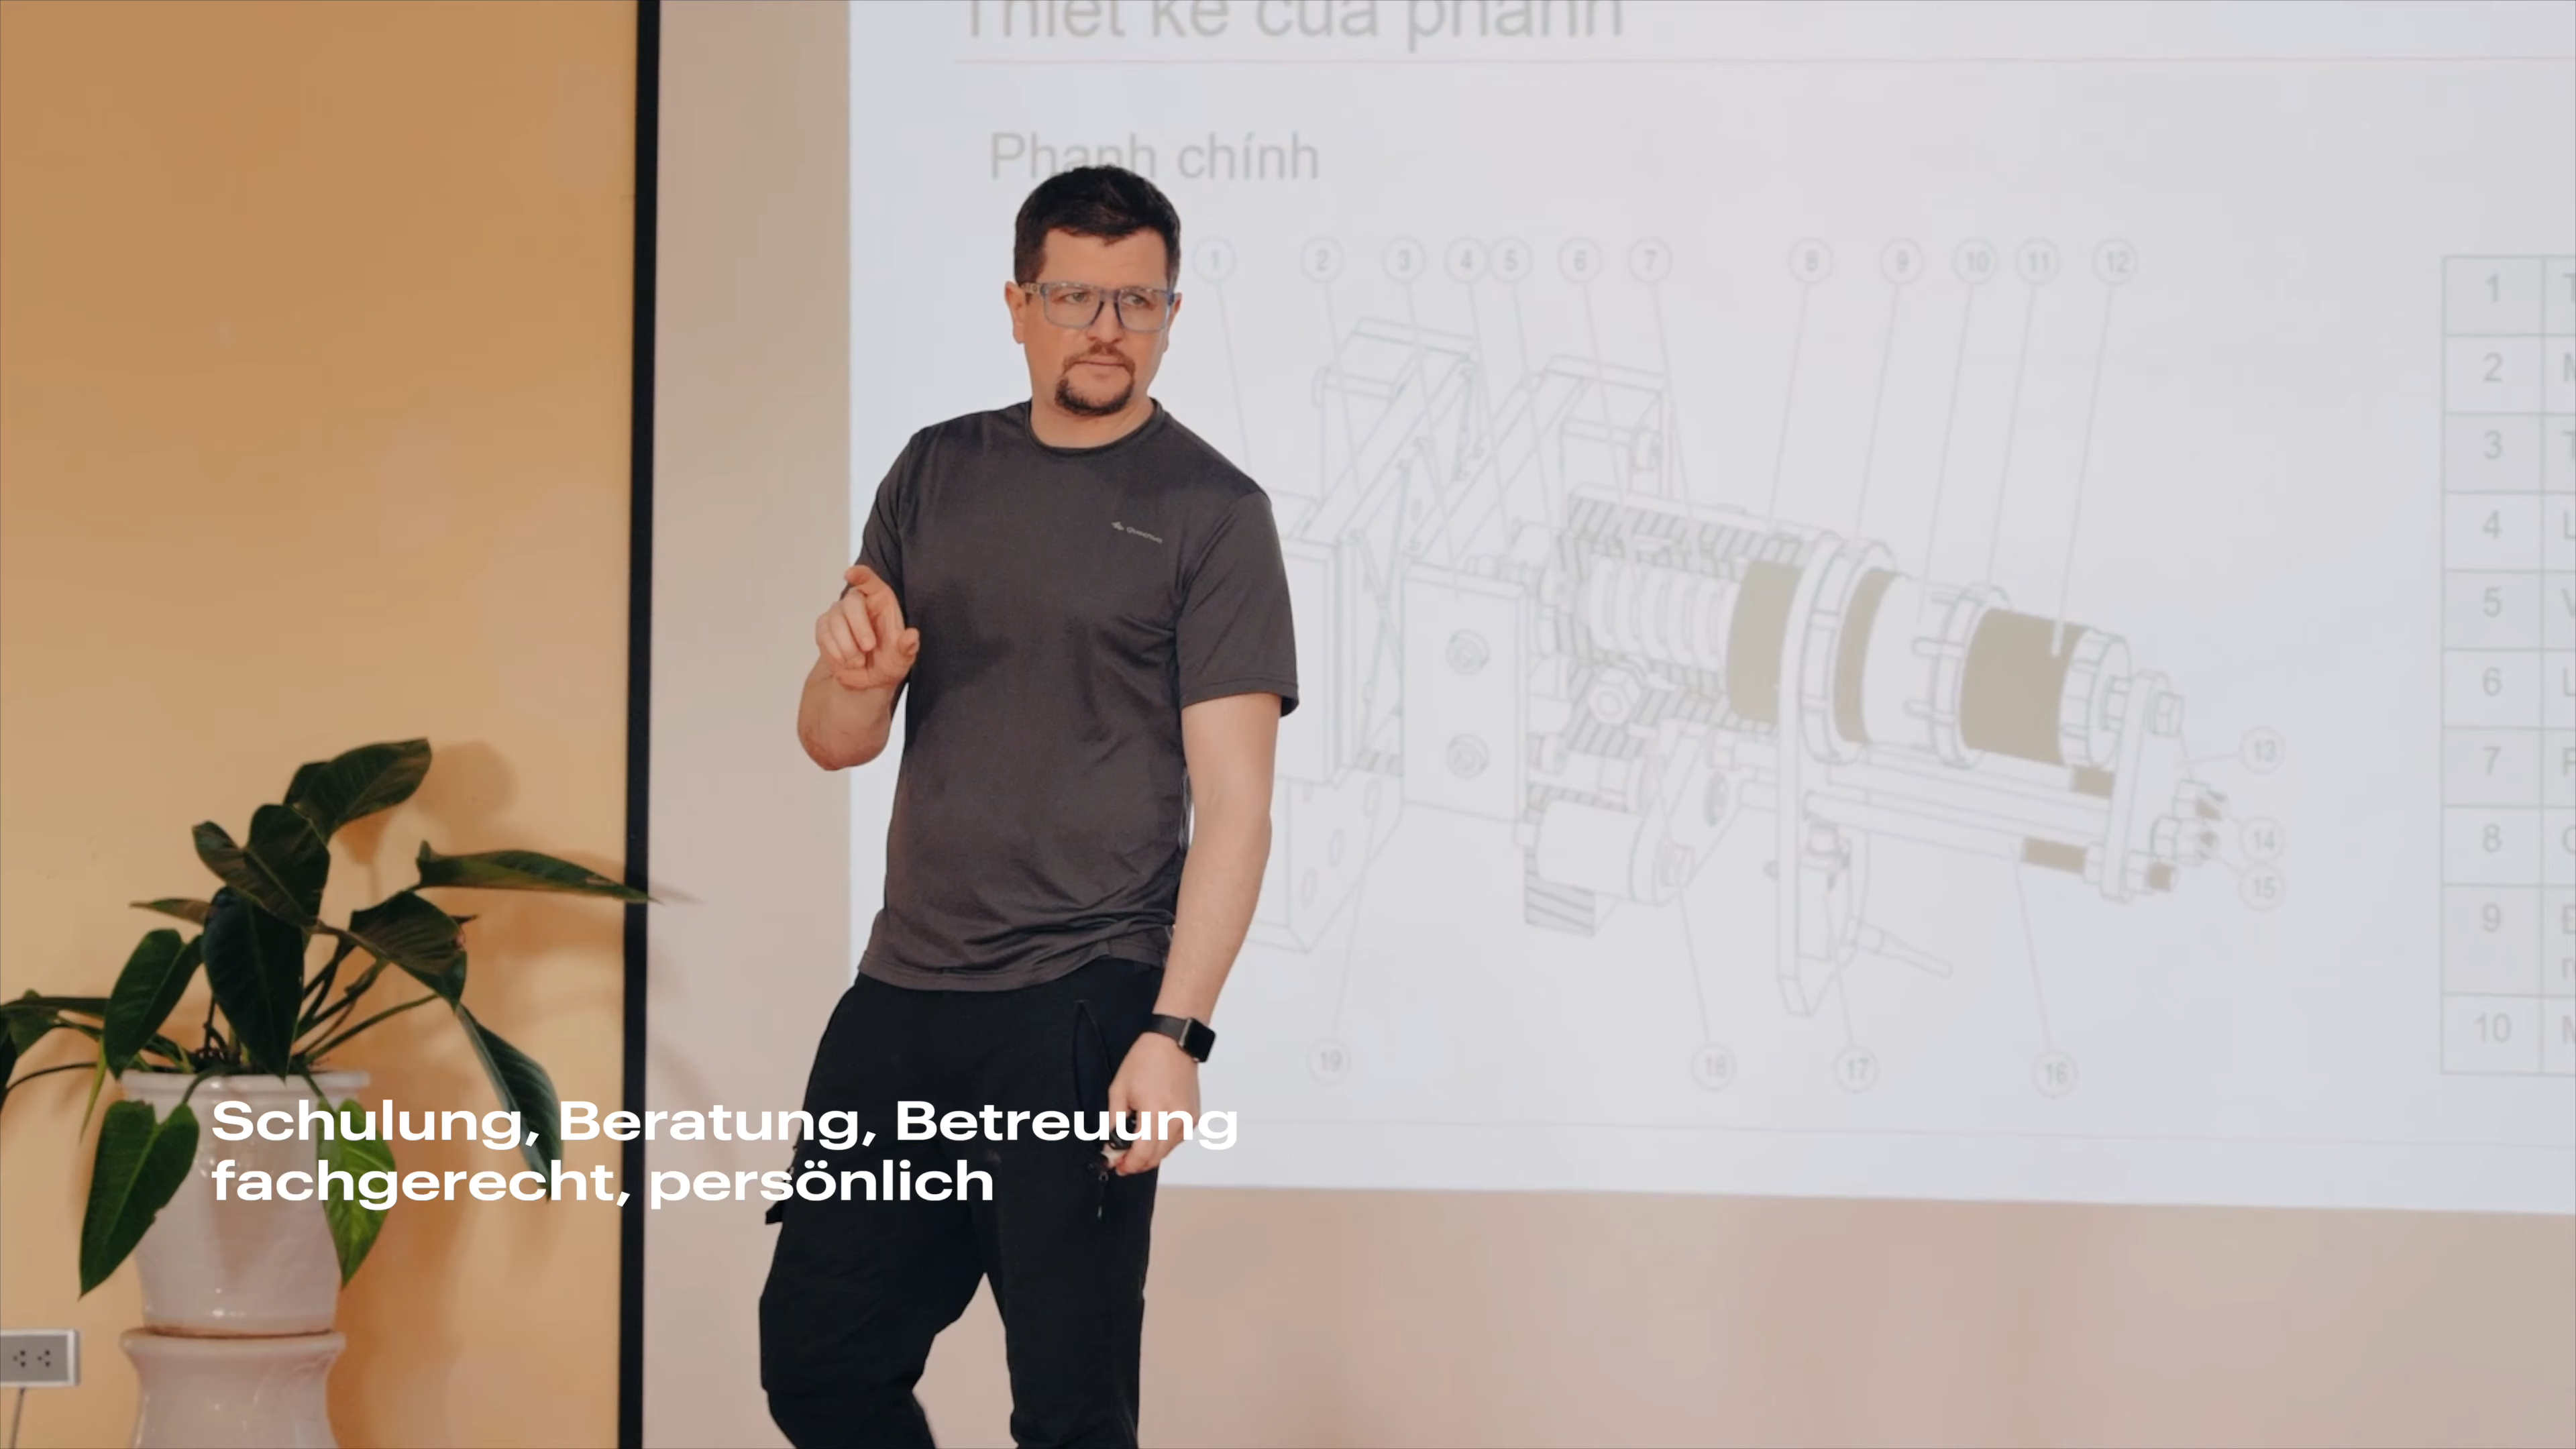 Thiết kế của phanh
Phanh chính
1 2 3 4 5 6 7 8 9 10 11 12
1
2
3
4
5
6
7
8
9
10
13
14
15
19 18 17 16
Quechua
Schulung, Beratung, Betreuung
fachgerecht, persönlich